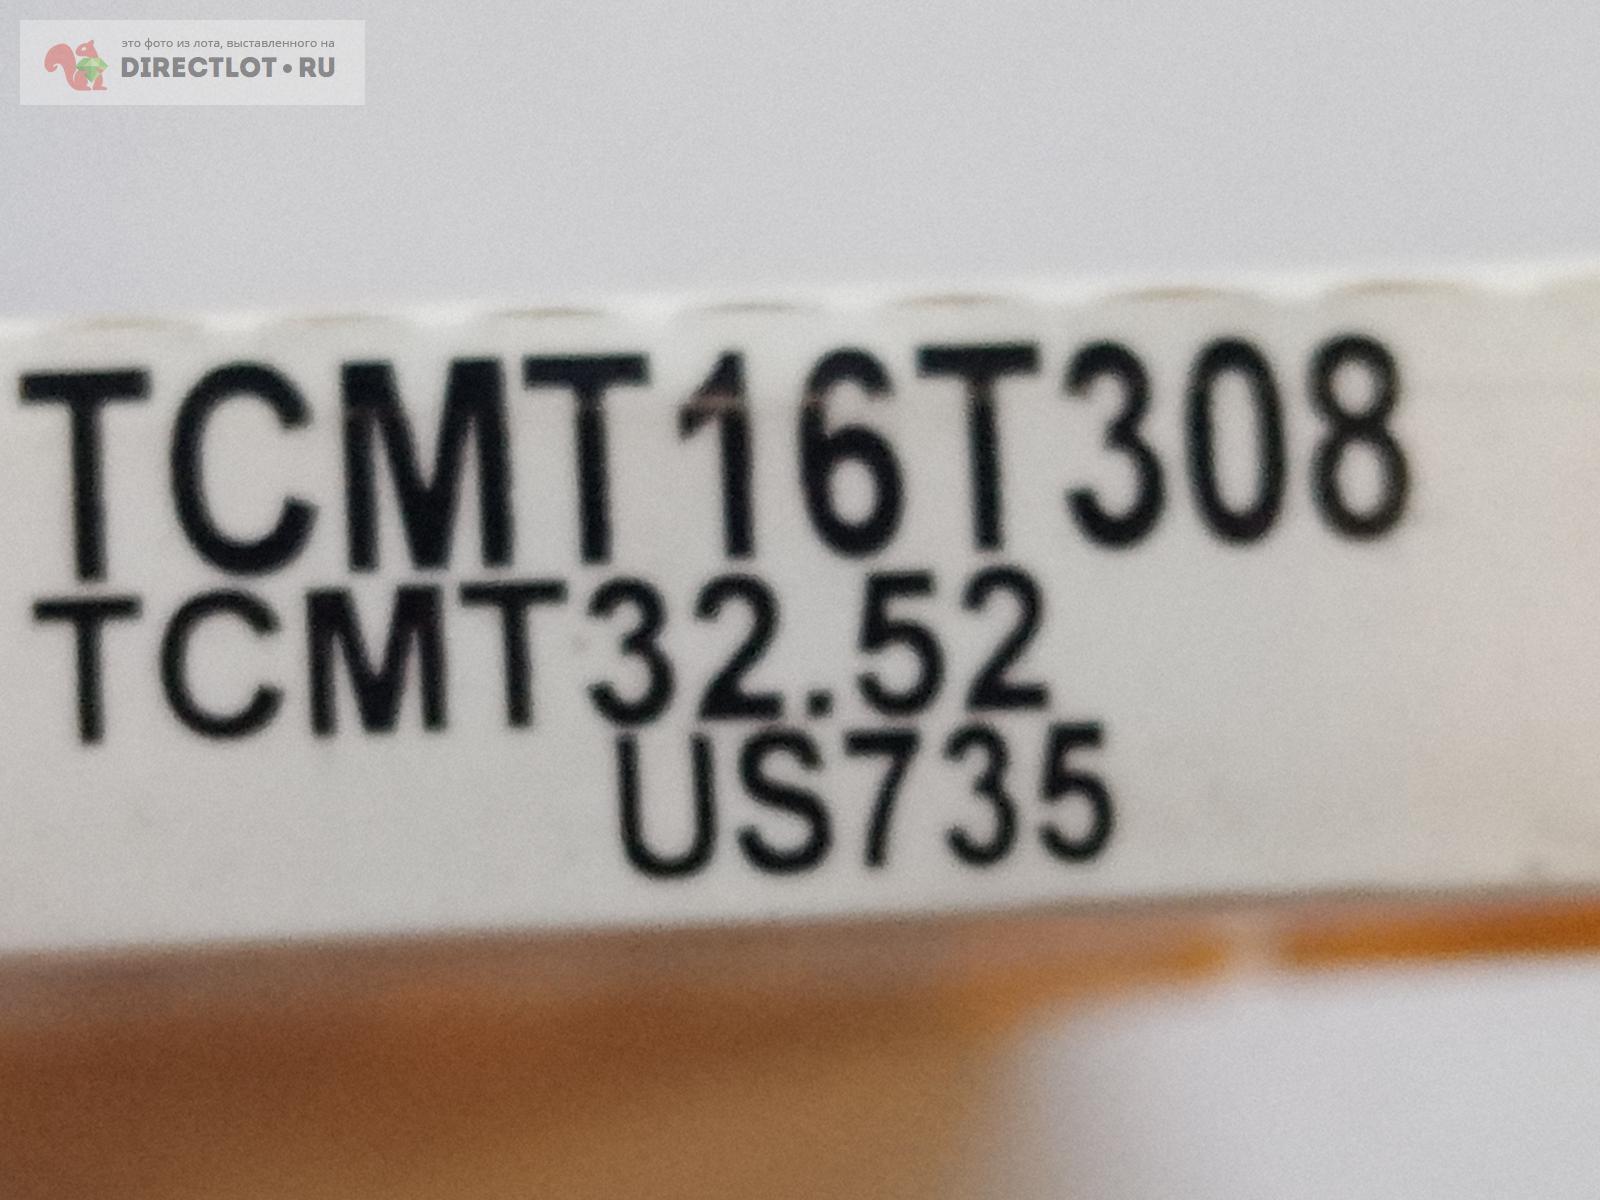 это фото из лота, выставленного на
DIRECTLOT•RU
TCMT16T308
TCMT32.52
US735